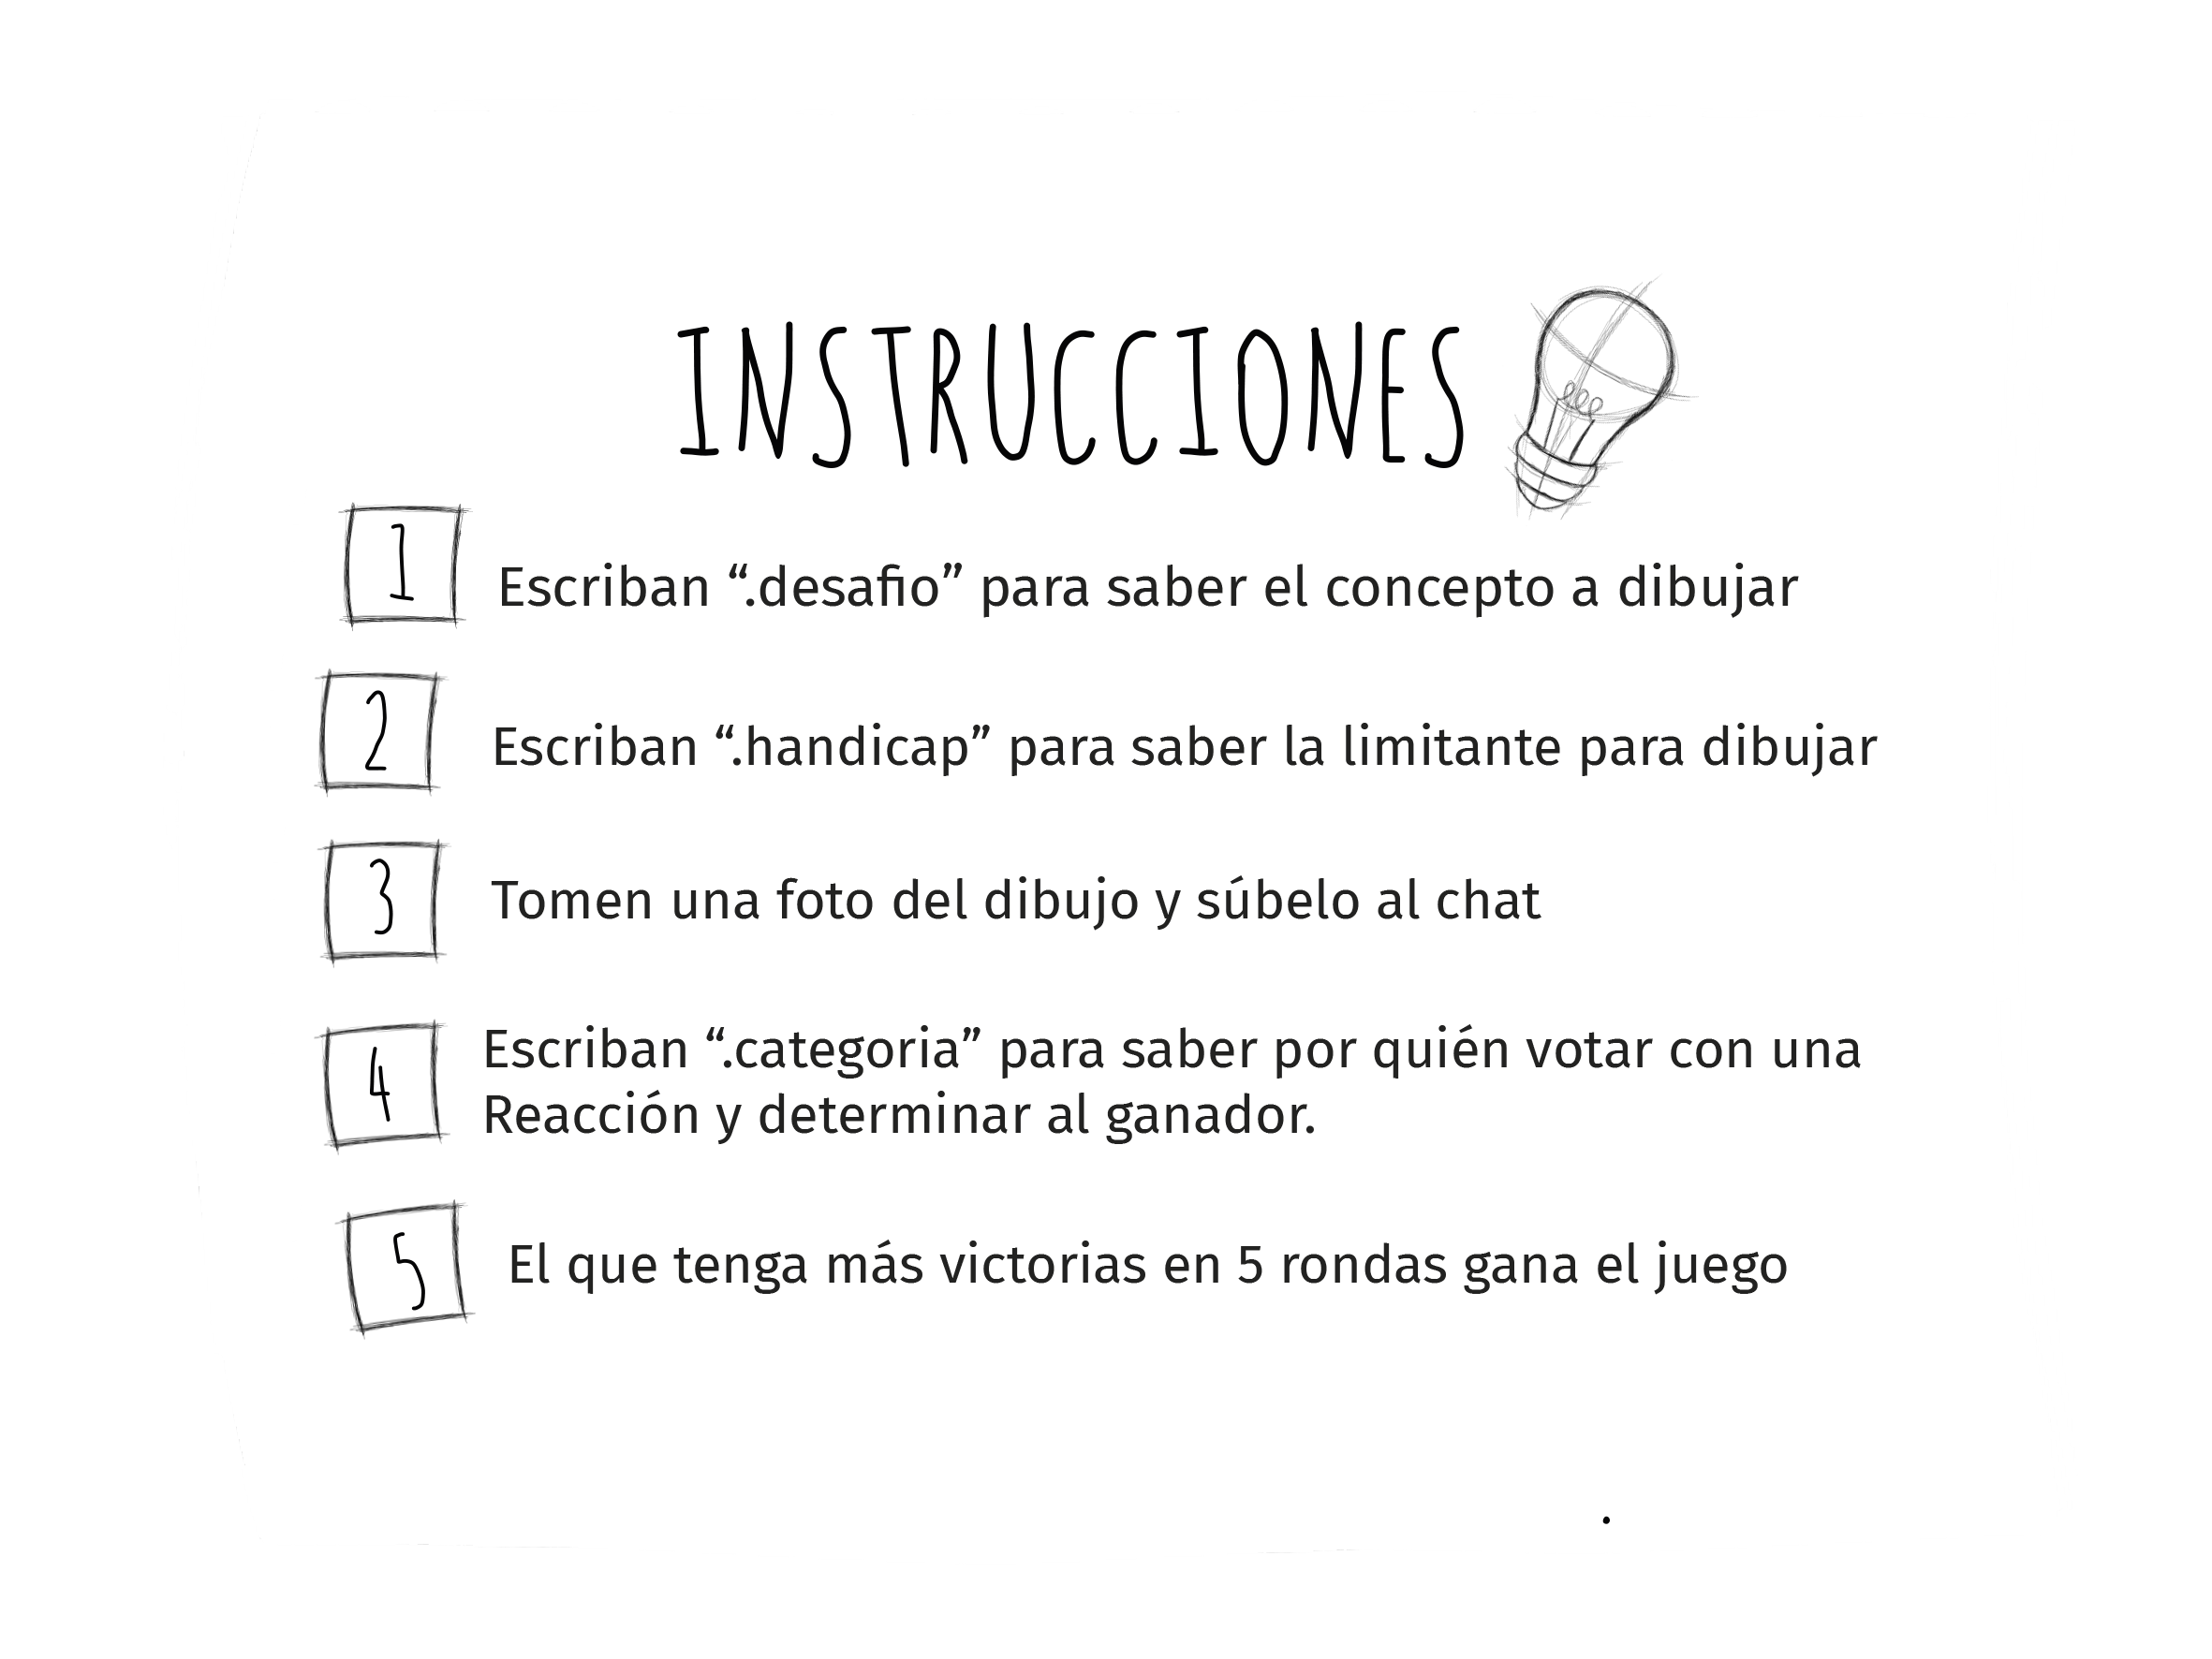 INSTRUCCIONES
1
Escriban “.desafio” para saber el concepto a dibujar
2
Escriban “.handicap” para saber la limitante para dibujar
3
Tomen una foto del dibujo y súbelo al chat
4
Escriban “.categoria” para saber por quién votar con una
Reacción y determinar al ganador.
5
El que tenga más victorias en 5 rondas gana el juego
.